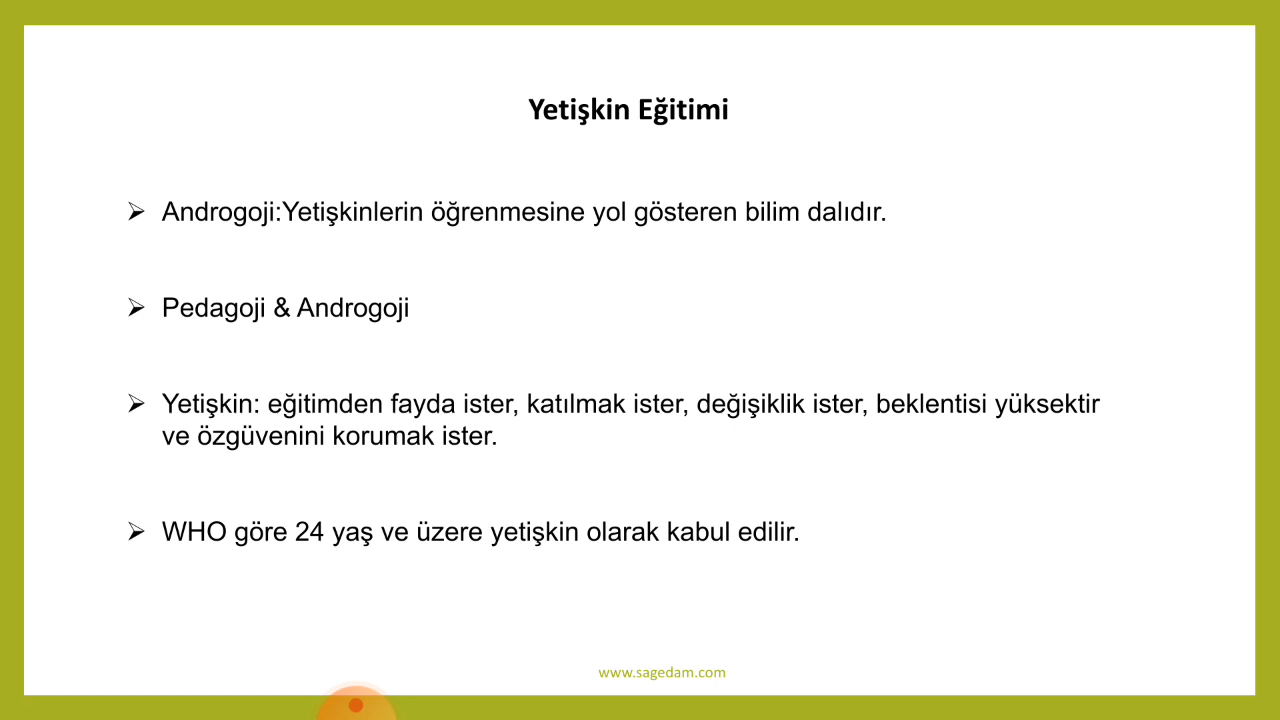 Yetişkin Eğitimi
Androgoji:Yetişkinlerin öğrenmesine yol gösteren bilim dalıdır.
Pedagoji & Androgoji
Yetişkin: eğitimden fayda ister, katılmak ister, değişiklik ister, beklentisi yüksektir
ve özgüvenini korumak ister.
WHO göre 24 yaş ve üzere yetişkin olarak kabul edilir.
www.sagedam.com